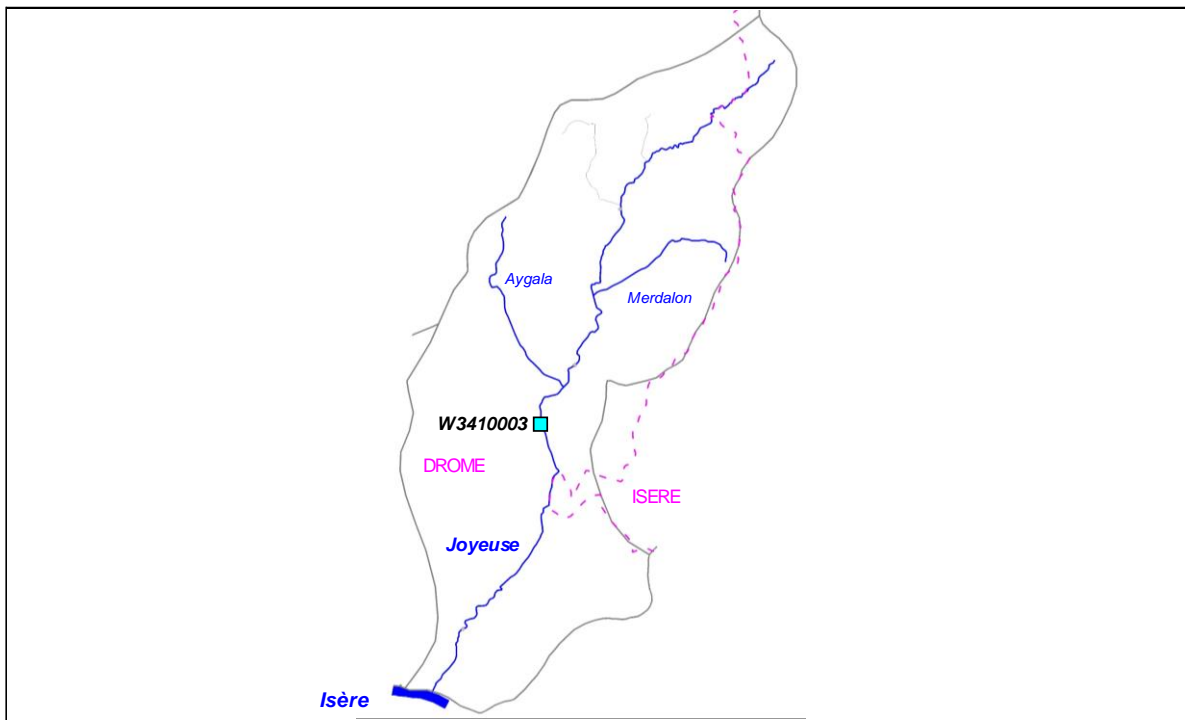 Aygala
Merdalon
W3410003
DROME
ISERE
Joyeuse
Isère